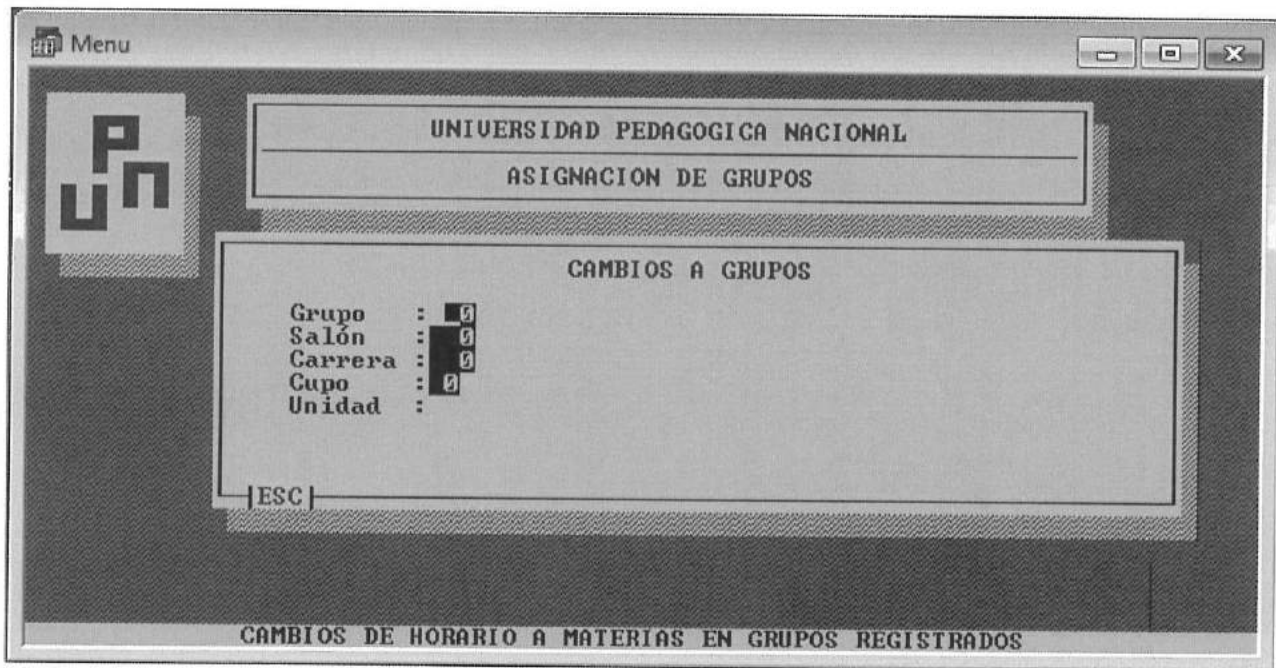 Menu
UPN
UNIVERSIDAD PEDAGOGICA NACIONAL
ASIGNACION DE GRUPOS
CAMBIOS A GRUPOS
Grupo : 0
Salón : 0
Carrera : 0
Cupo : 0
Unidad :
ESC
CAMBIOS DE HORARIO A MATERIAS EN GRUPOS REGISTRADOS